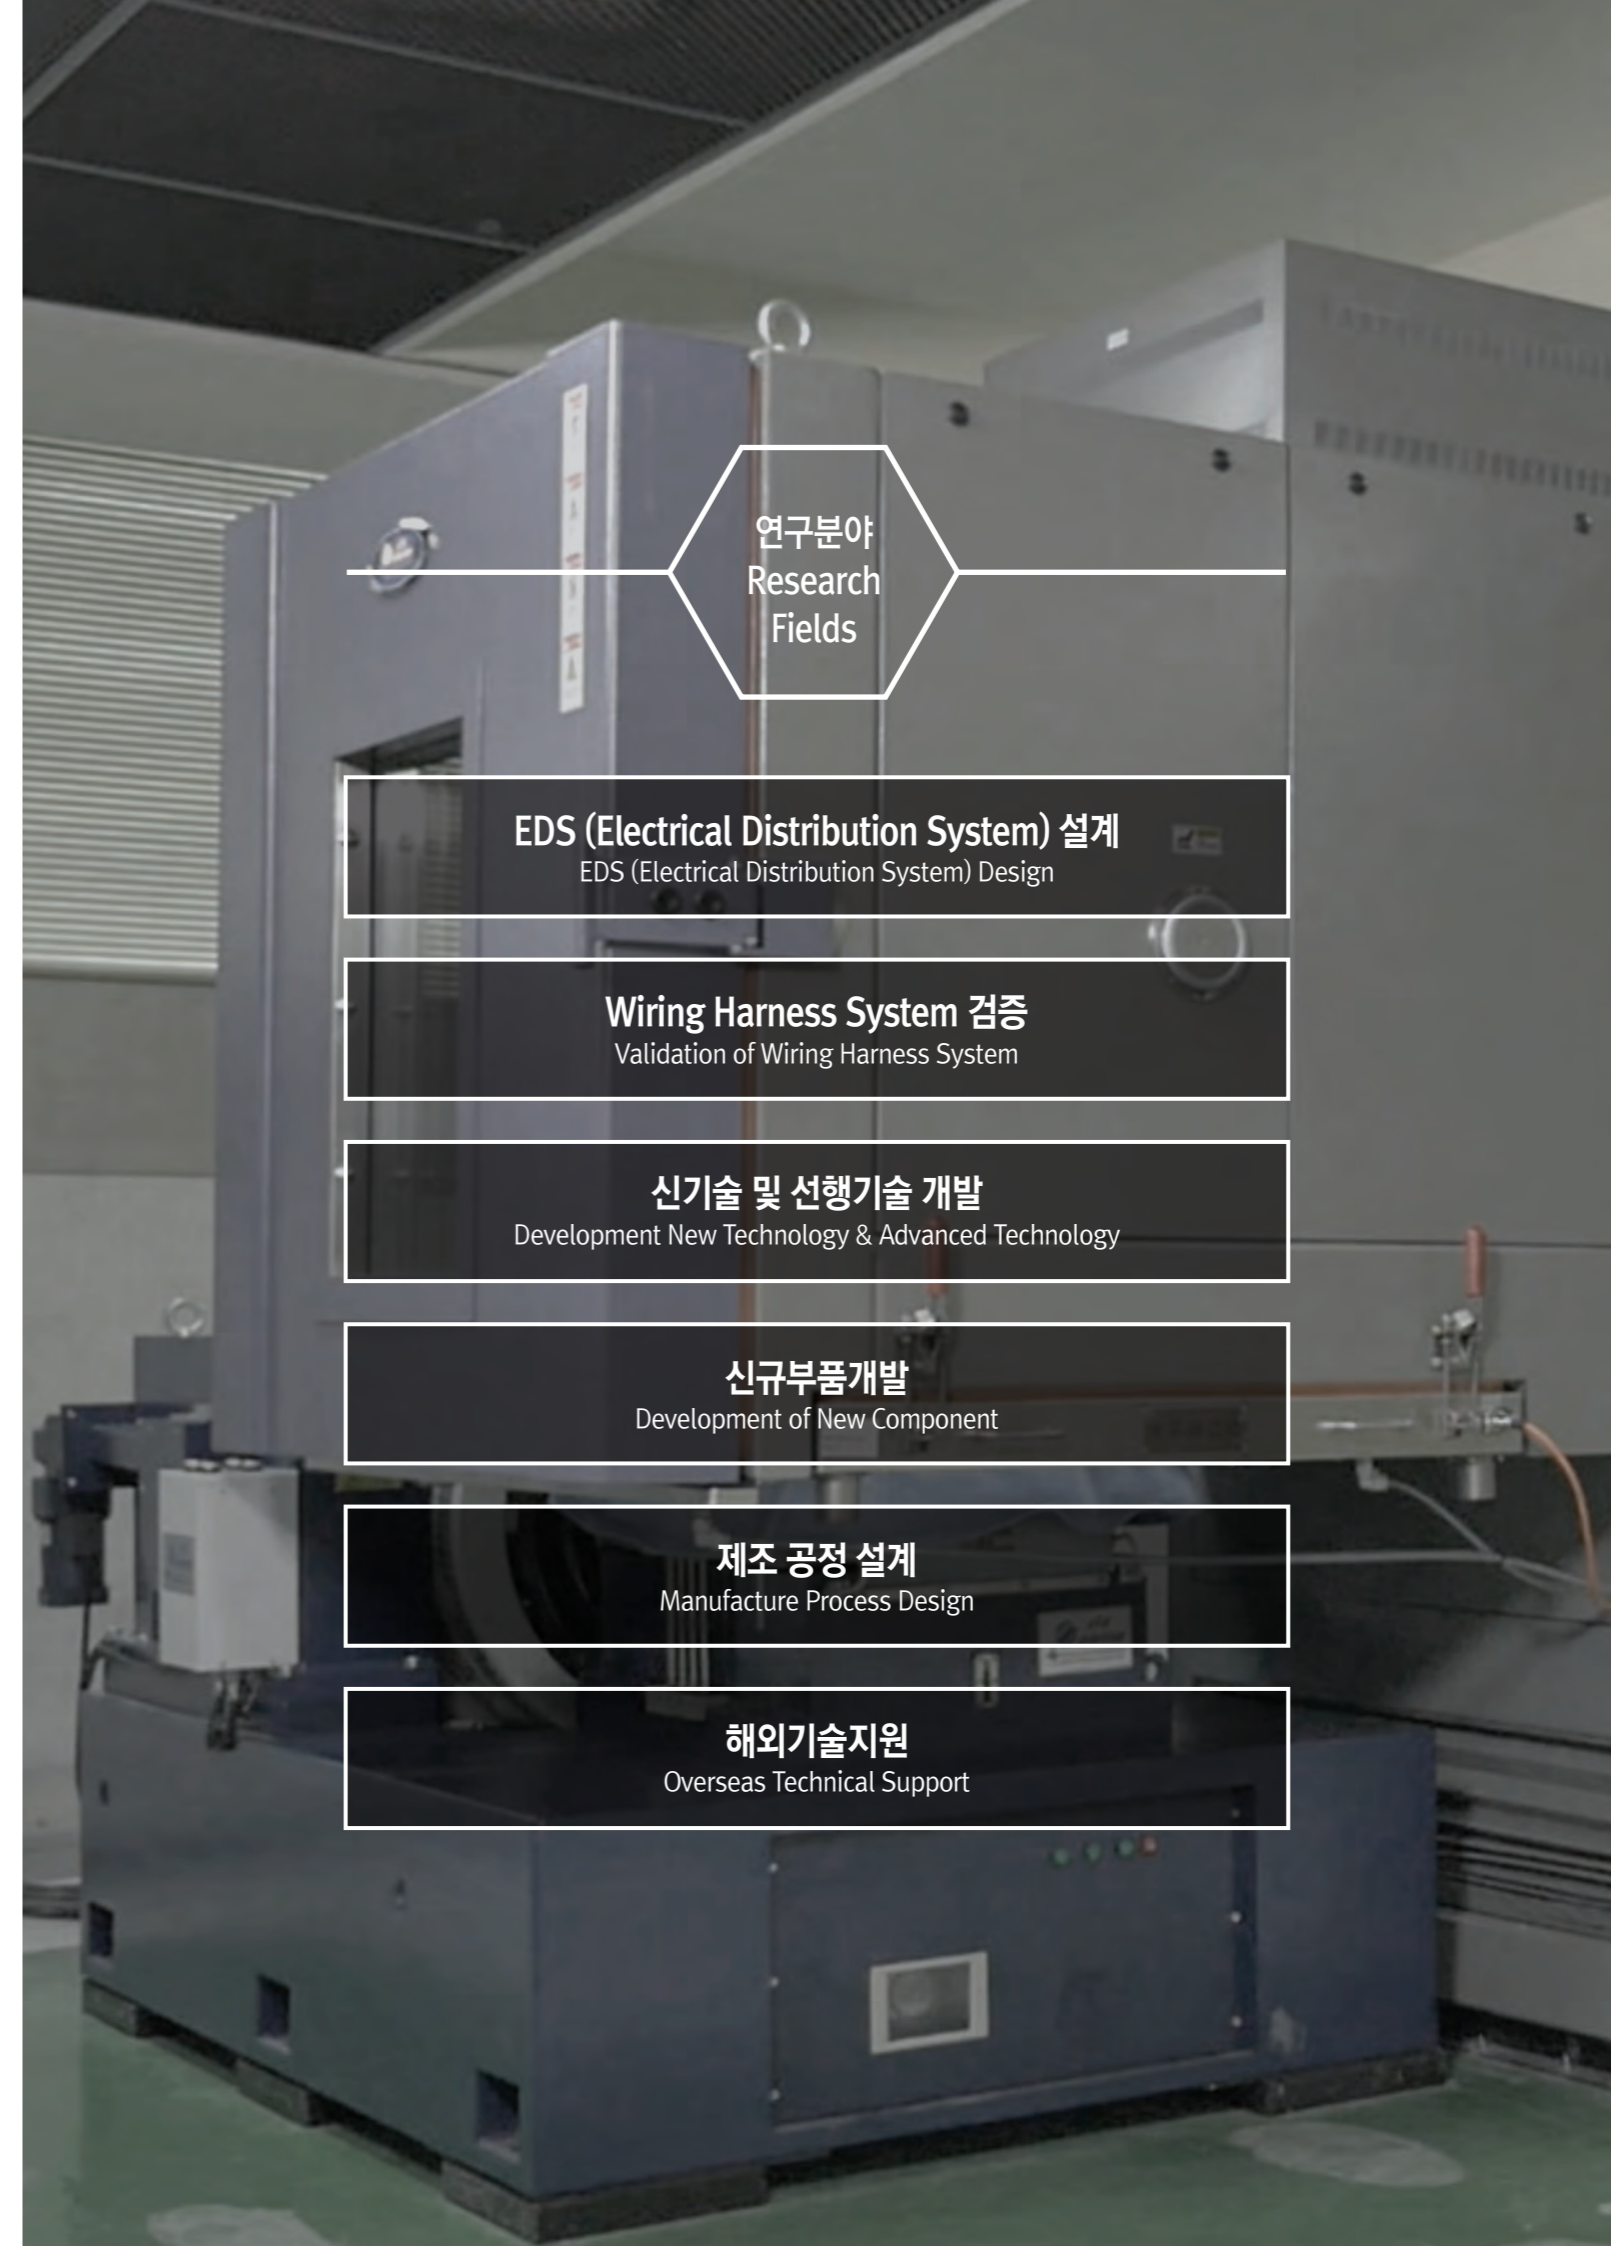 연구분야
Research
Fields
EDS (Electrical Distribution System) 설계
EDS (Electrical Distribution System) Design
Wiring Harness System 검증
Validation of Wiring Harness System
신기술 및 선행기술 개발
Development New Technology & Advanced Technology
신규부품개발
Development of New Component
제조 공정 설계
Manufacture Process Design
해외기술지원
Overseas Technical Support